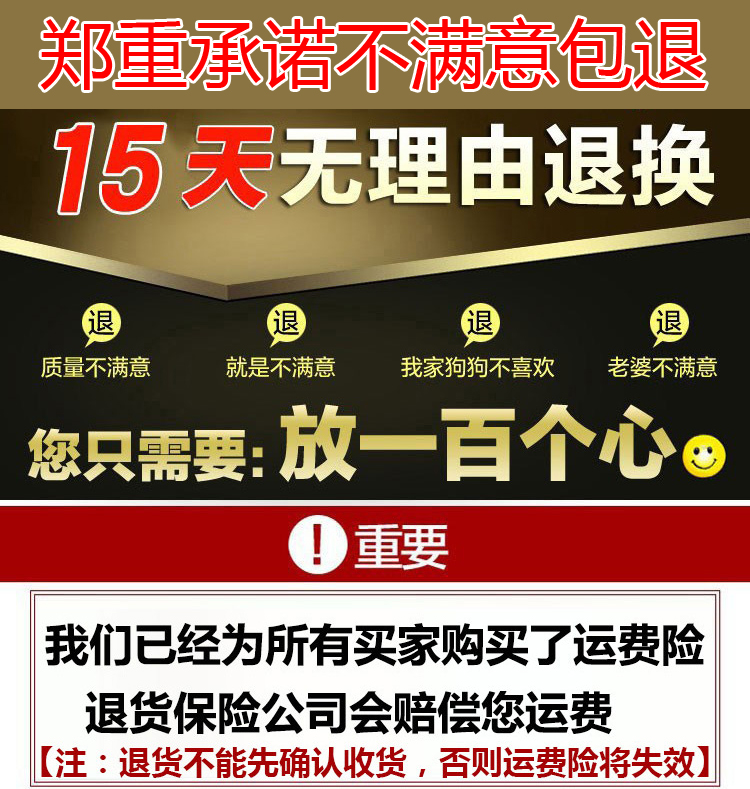 郑重承诺不满意包退
15天无理由退换
退 退 退 退
质量不满意 就是不满意 我家狗狗不喜欢 老婆不满意
您只需要:放一百个心
!重要
我们已经为所有买家购买了运费险
退货保险公司会赔偿您运费
【注：退货不能先确认收货，否则运费险将失效】